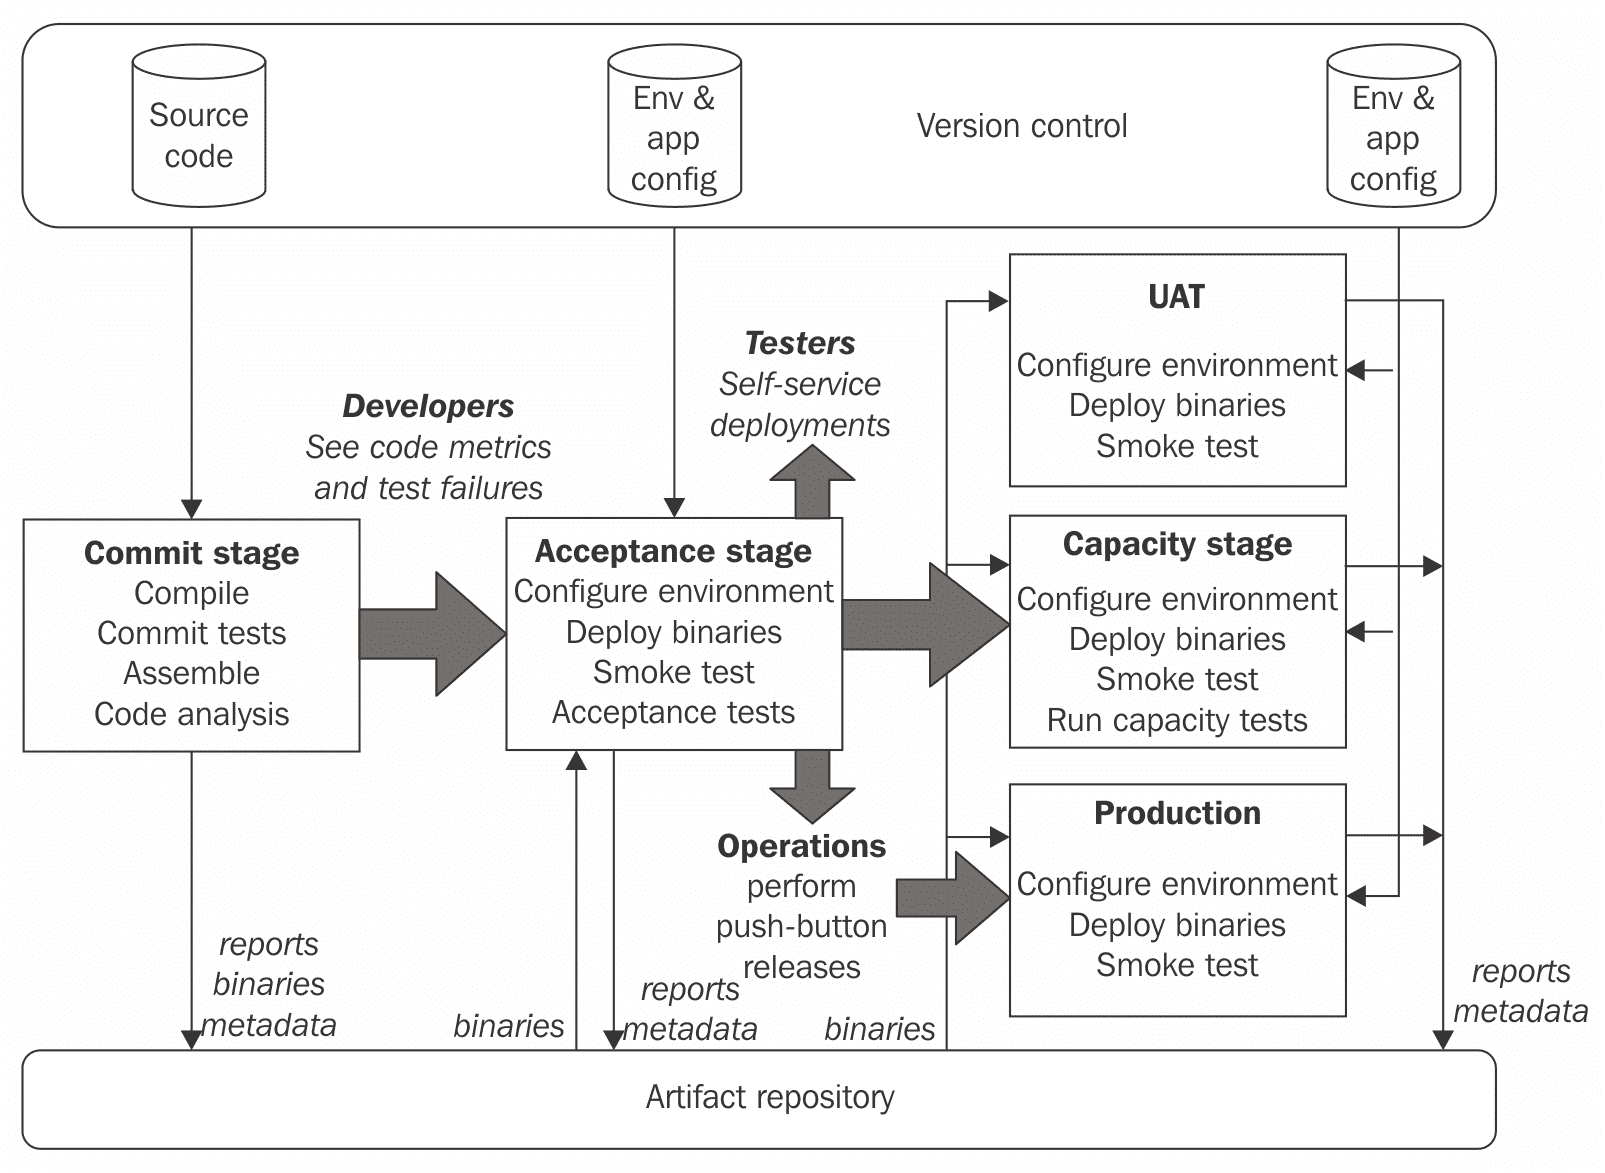 Source
code
Env &
app
config
Version control
Env &
app
config
Developers
See code metrics
and test failures
Testers
Self-service
deployments
UAT
Configure environment
Deploy binaries
Smoke test
Commit stage
Compile
Commit tests
Assemble
Code analysis
Acceptance stage
Configure environment
Deploy binaries
Smoke test
Acceptance tests
Capacity stage
Configure environment
Deploy binaries
Smoke test
Run capacity tests
Operations
perform
push-button
releases
Production
Configure environment
Deploy binaries
Smoke test
reports
binaries
metadata
binaries
reports
metadata
binaries
reports
metadata
Artifact repository